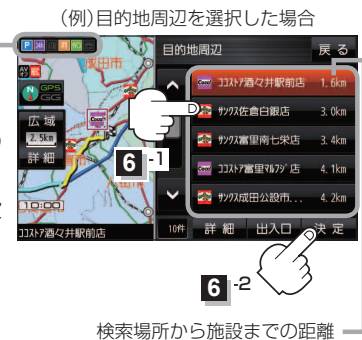 (例)目的地周辺を選択した場合
目的地周辺
戻る
AV
オフ
GPS
広域
2.5km
詳細
10:00
ココストア酒々井駅前店
成田市
ココストア酒々井駅前店 1.6km
サンクス佐倉白銀店 3.0km
サンクス富里南七栄店 3.4km
ココストア富里マルフジ店 4.1km
サンクス成田公設市... 4.2km
10件
詳細
出入口
決定
6 -1
6 -2
検索場所から施設までの距離